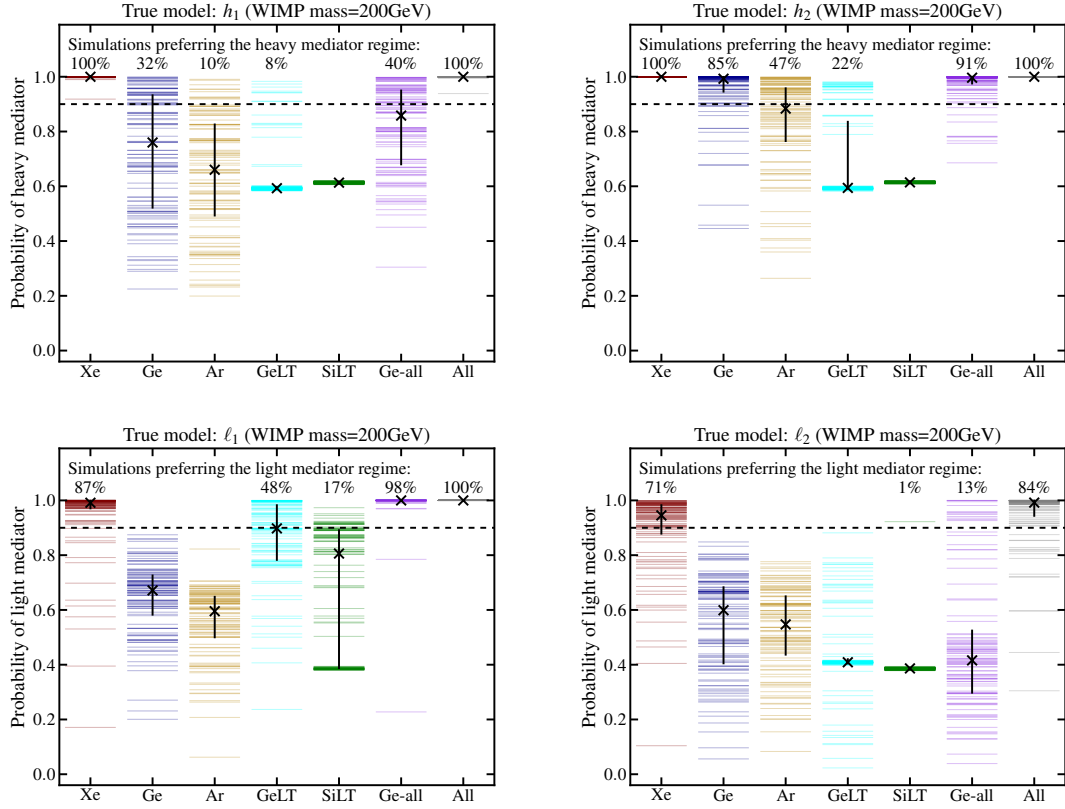 True model: h₁ (WIMP mass=200GeV)
Simulations preferring the heavy mediator regime:
100% 32% 10% 8% 40% 100%
Probability of heavy mediator
1.0
0.8
0.6
0.4
0.2
0.0
Xe Ge Ar GeLT SiLT Ge-all All
True model: h₂ (WIMP mass=200GeV)
Simulations preferring the heavy mediator regime:
100% 85% 47% 22% 91% 100%
Probability of heavy mediator
1.0
0.8
0.6
0.4
0.2
0.0
Xe Ge Ar GeLT SiLT Ge-all All
True model: ℓ₁ (WIMP mass=200GeV)
Simulations preferring the light mediator regime:
87% 48% 17% 98% 100%
Probability of light mediator
1.0
0.8
0.6
0.4
0.2
0.0
Xe Ge Ar GeLT SiLT Ge-all All
True model: ℓ₂ (WIMP mass=200GeV)
Simulations preferring the light mediator regime:
71% 1% 13% 84%
Probability of light mediator
1.0
0.8
0.6
0.4
0.2
0.0
Xe Ge Ar GeLT SiLT Ge-all All